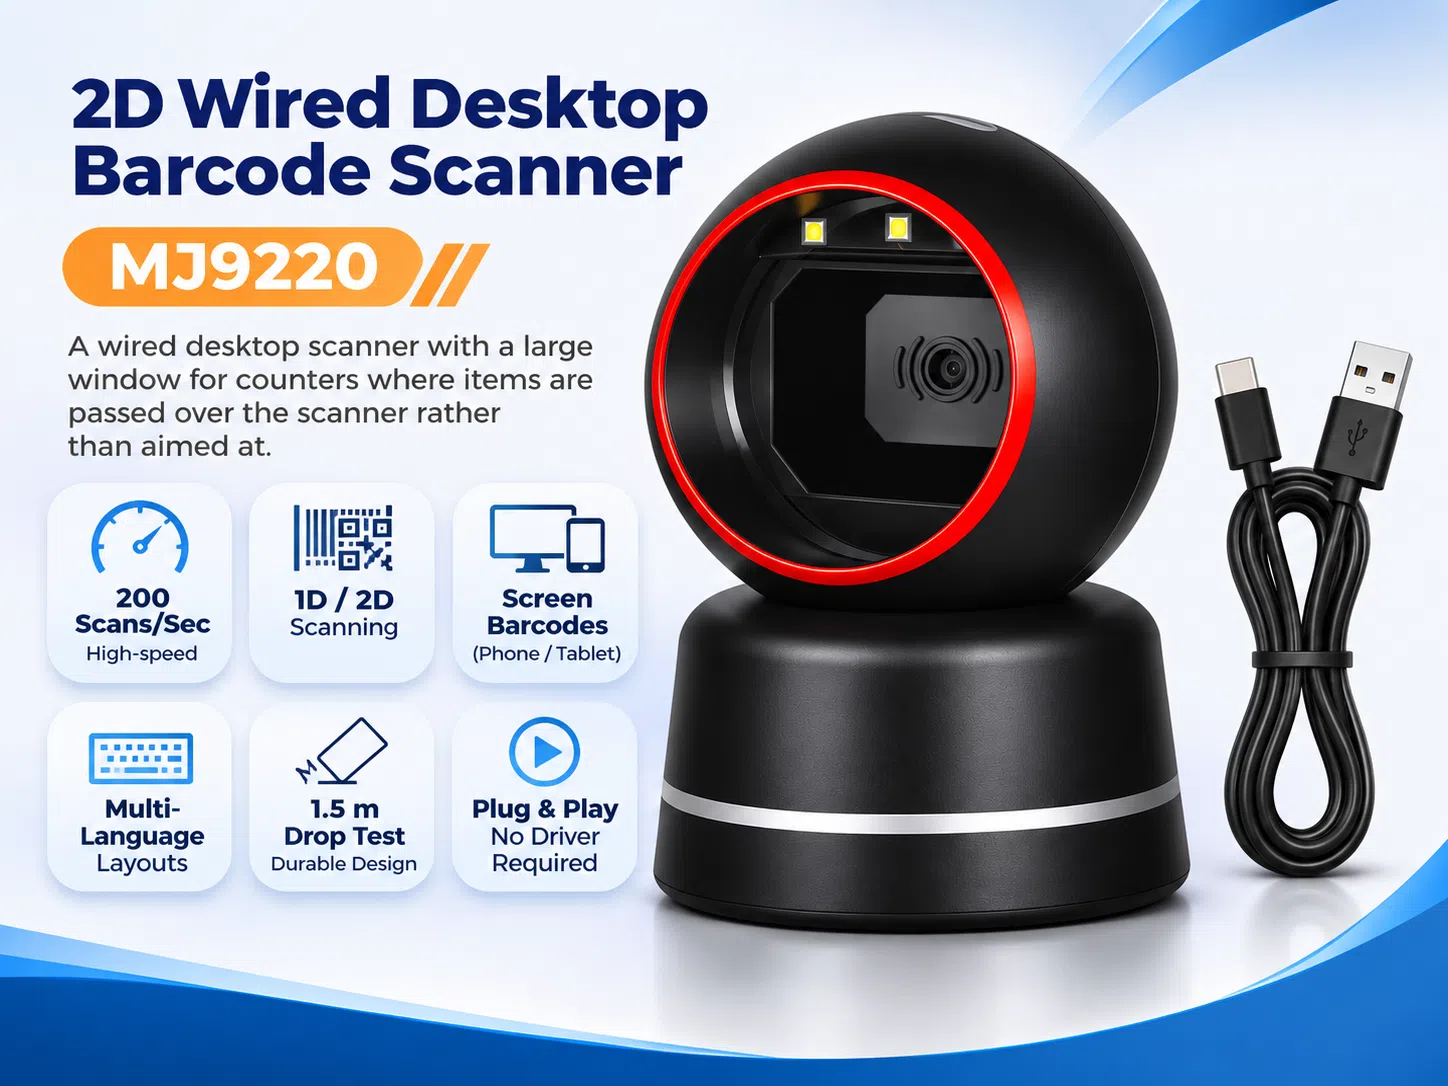 2D Wired Desktop
Barcode Scanner
MJ9220
A wired desktop scanner with a large
window for counters where items are
passed over the scanner rather
than aimed at.
200
Scans/Sec
High-speed
1D / 2D
Scanning
Screen
Barcodes
(Phone / Tablet)
Multi-
Language
Layouts
1.5 m
Drop Test
Durable Design
Plug & Play
No Driver
Required